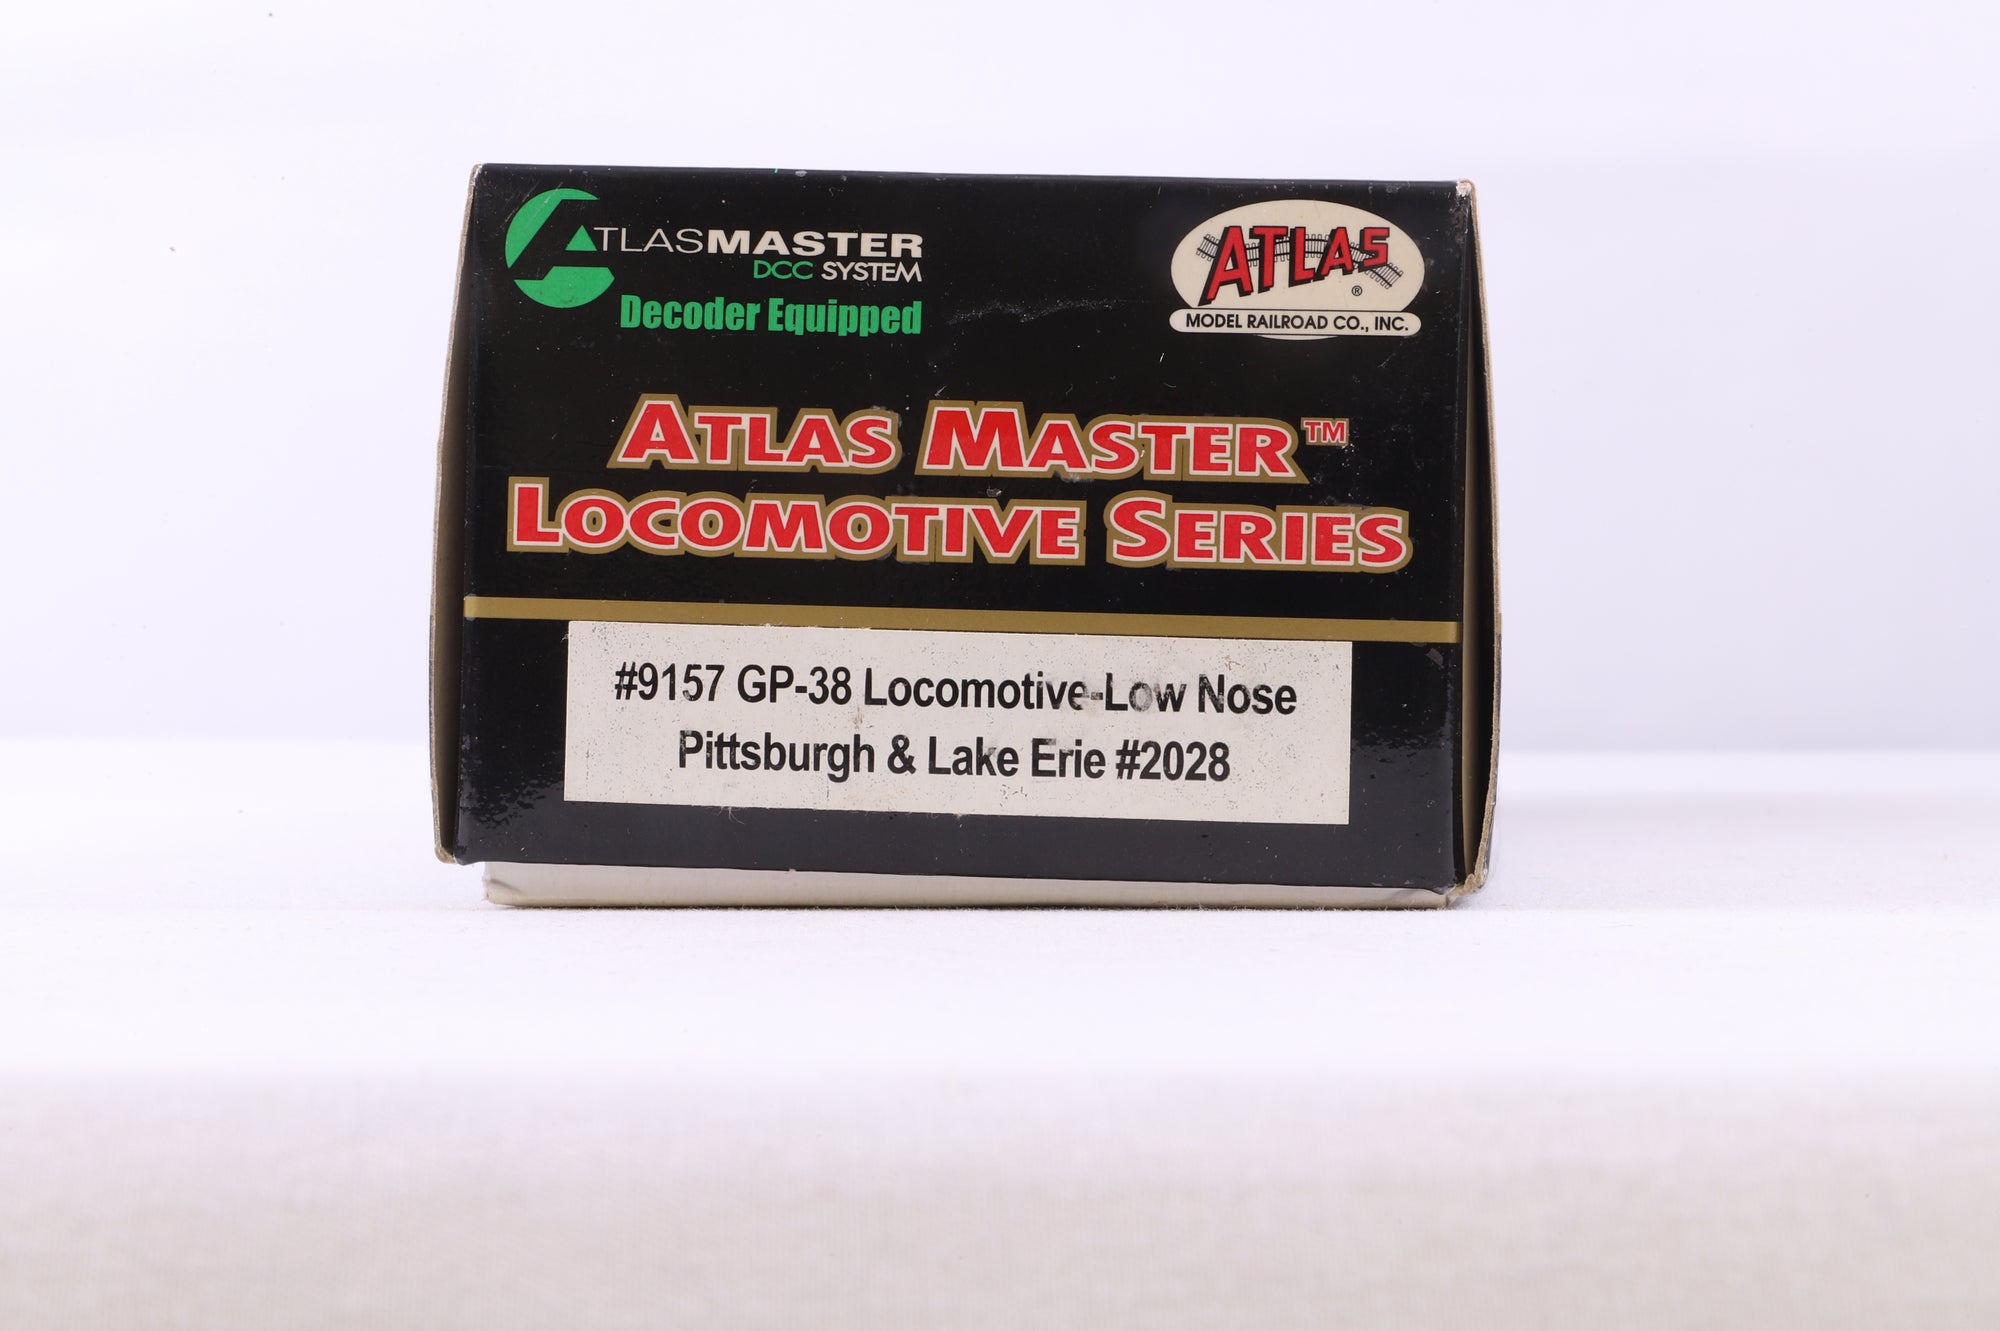 ATLASMASTER
DCC SYSTEM
Decoder Equipped
ATLAS
®
MODEL RAILROAD CO., INC.
ATLAS MASTER™
LOCOMOTIVE SERIES
#9157 GP-38 Locomotive-Low Nose
Pittsburgh & Lake Erie #2028